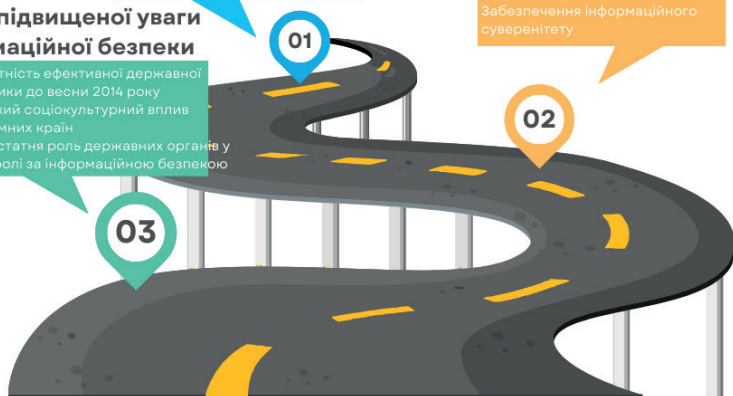 підвищеної уваги
маційної безпеки
01
Забезпечення інформаційного
суверенітету
тність ефективної державної
ики до весни 2014 року
кий соціокультурний вплив
мних країн
статня роль державних органів у
олі за інформаційною безпекою
02
03